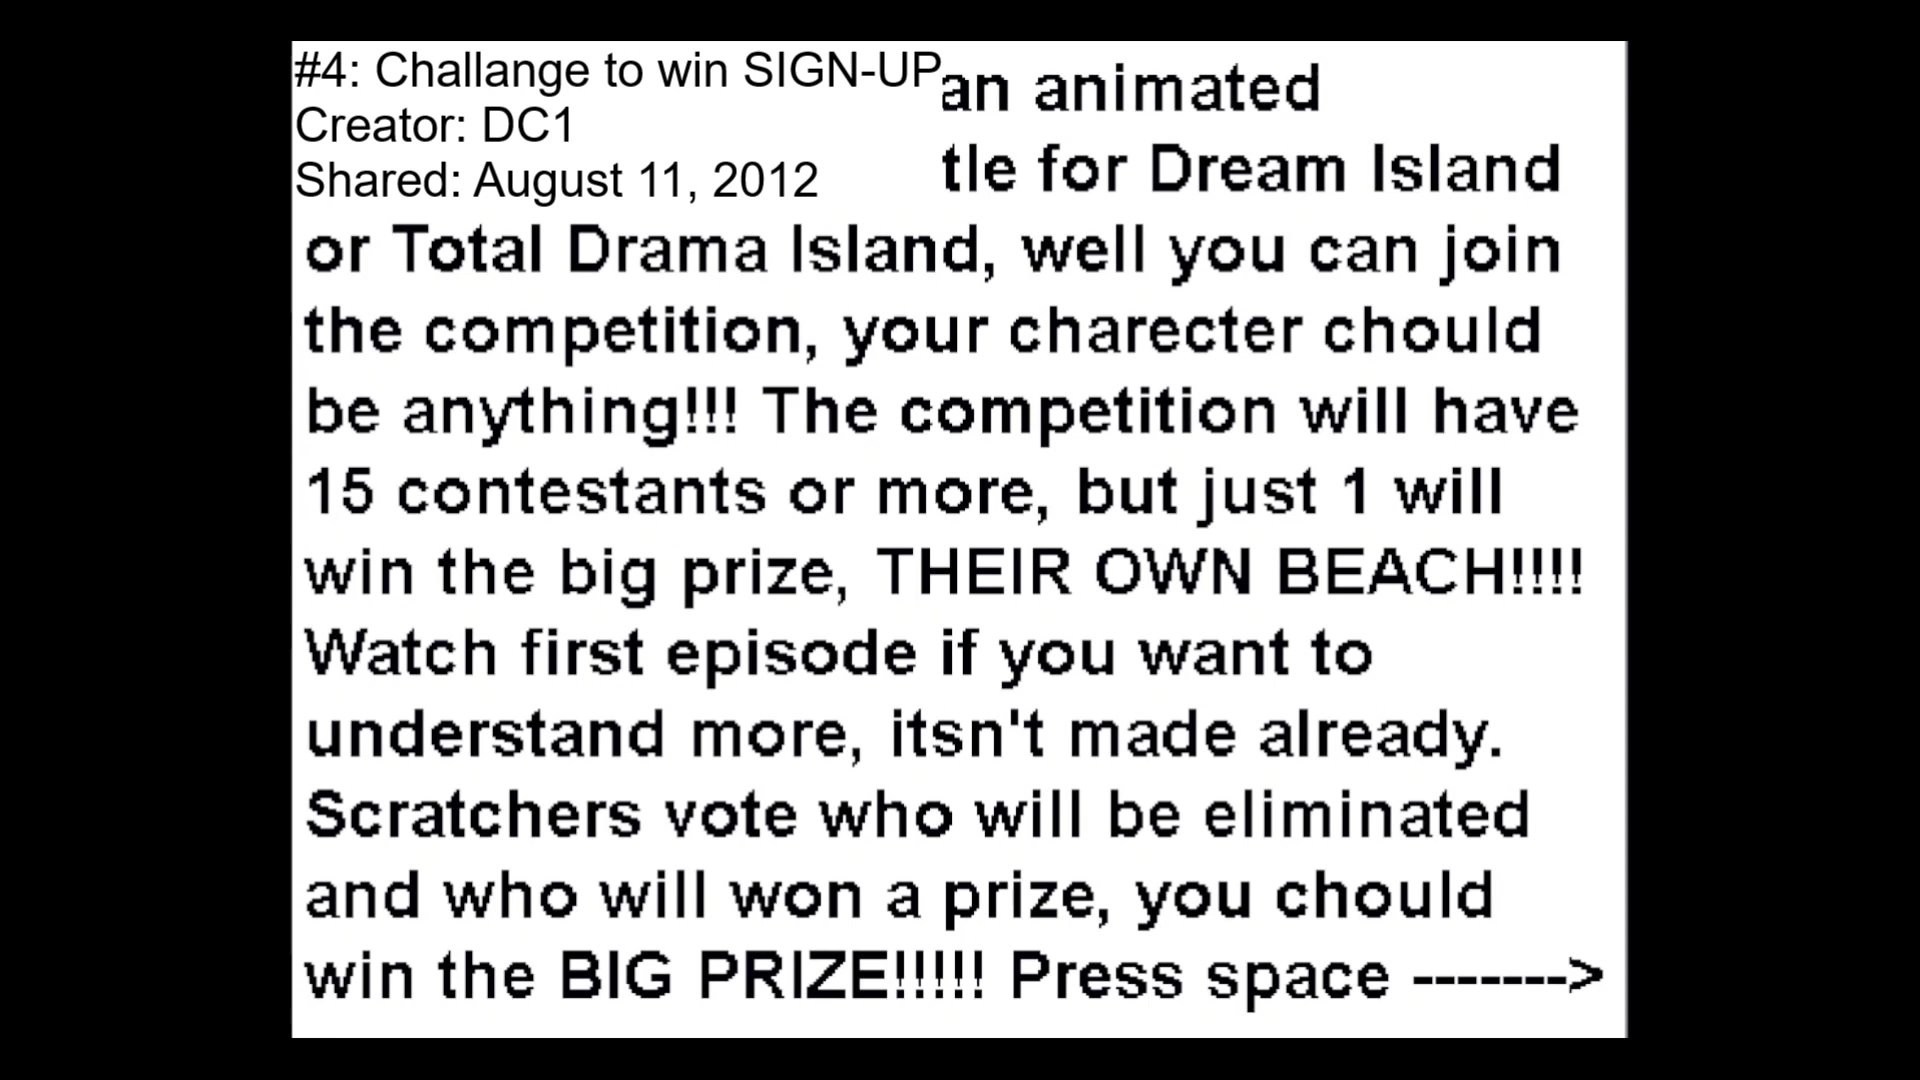 #4: Challange to win SIGN-UP
Creator: DC1
Shared: August 11, 2012
an animated
tle for Dream Island
or Total Drama Island, well you can join
the competition, your charecter chould
be anything!!! The competition will have
15 contestants or more, but just 1 will
win the big prize, THEIR OWN BEACH!!!!
Watch first episode if you want to
understand more, itsn't made already.
Scratchers vote who will be eliminated
and who will won a prize, you chould
win the BIG PRIZE!!!!! Press space ------->